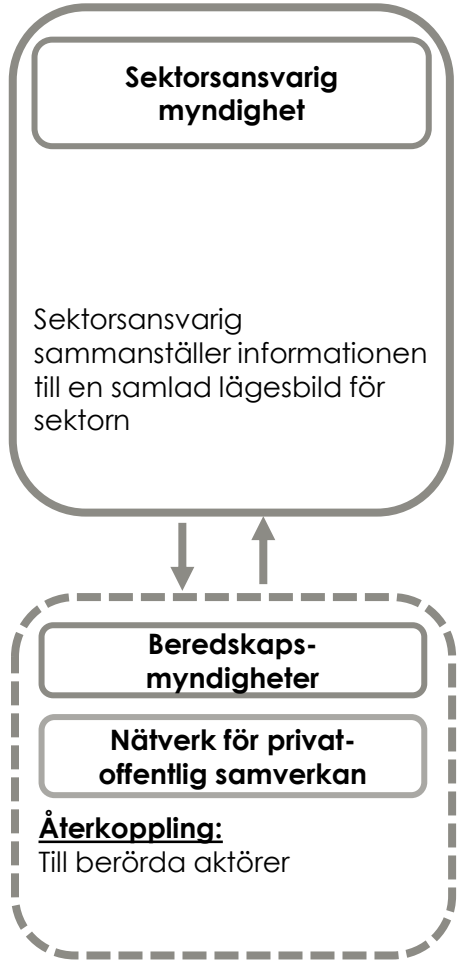 Sektorsansvarig
myndighet
Sektorsansvarig
sammanställer informationen
till en samlad lägesbild för
sektorn
Beredskaps-
myndigheter
Nätverk för privat-
offentlig samverkan
Återkoppling:
Till berörda aktörer